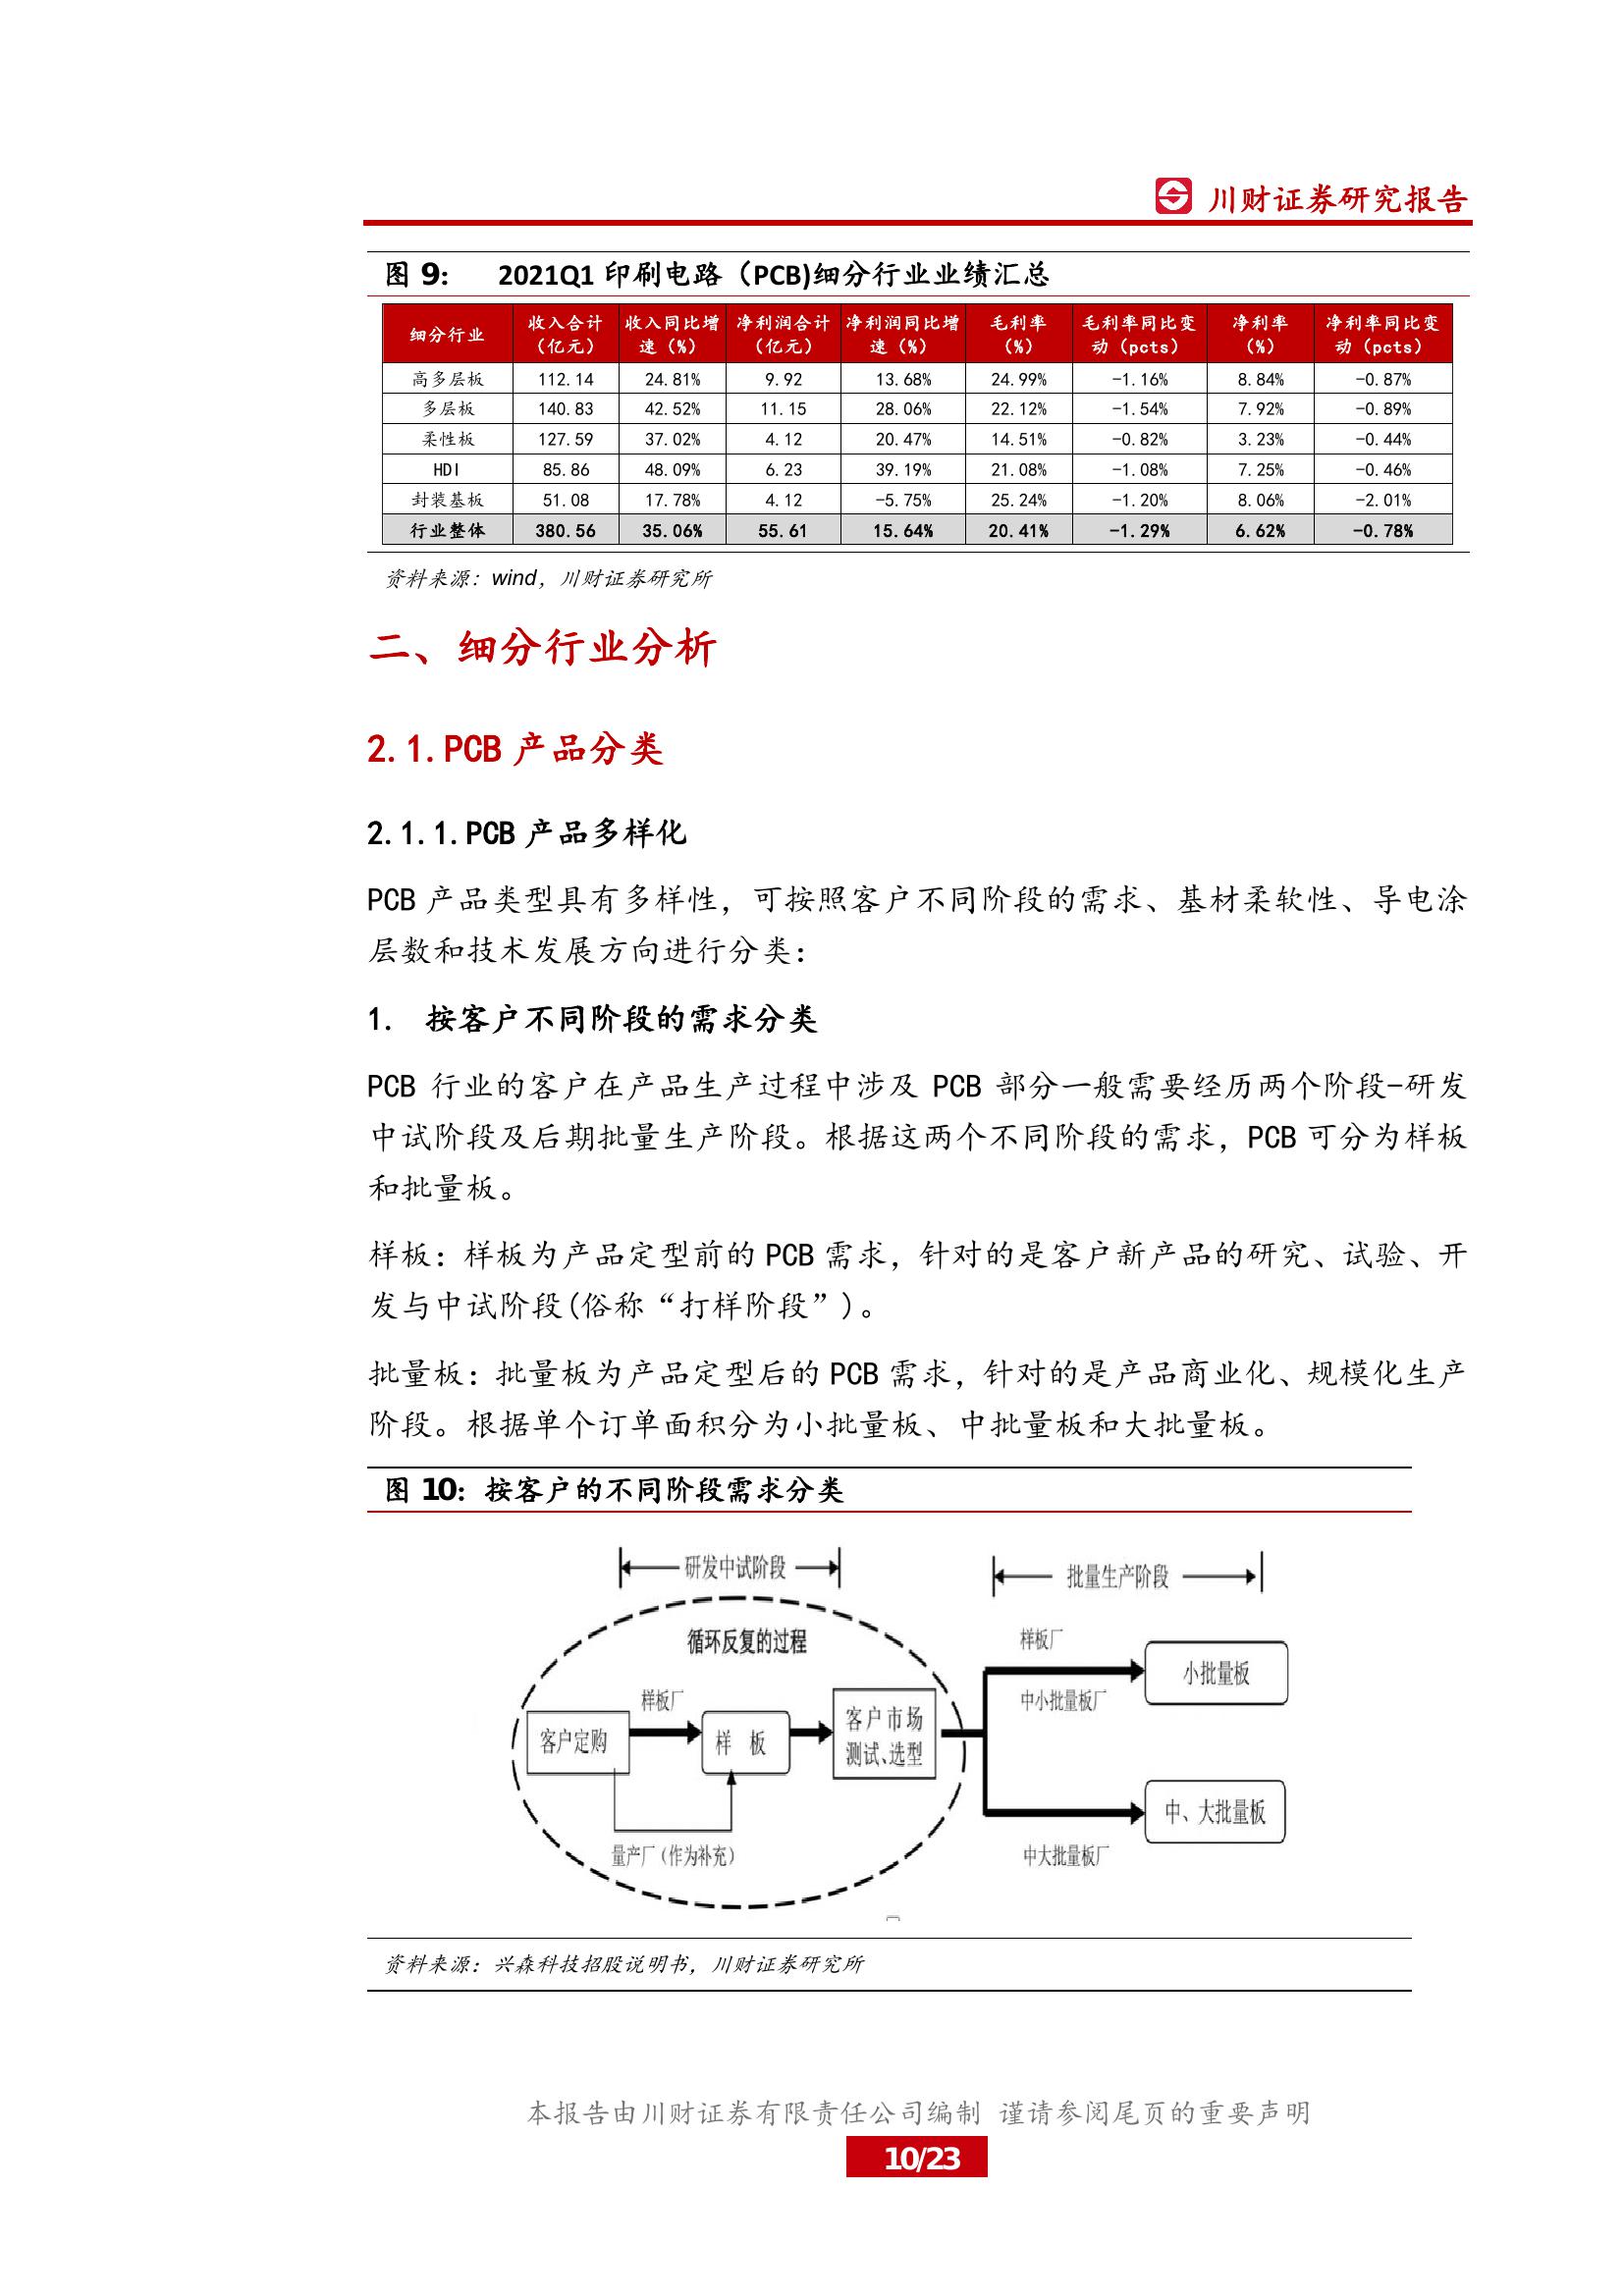 川财证券研究报告
图 9： 2021Q1 印刷电路（PCB)细分行业业绩汇总
细分行业 收入合计（亿元） 收入同比增速（%） 净利润合计（亿元） 净利润同比增速（%） 毛利率（%） 毛利率同比变动（pcts） 净利率（%） 净利率同比变动（pcts）
高多层板 112.14 24.81% 9.92 13.68% 24.99% -1.16% 8.84% -0.87%
多层板 140.83 42.52% 11.15 28.06% 22.12% -1.54% 7.92% -0.89%
柔性板 127.59 37.02% 4.12 20.47% 14.51% -0.82% 3.23% -0.44%
HDI 85.86 48.09% 6.23 39.19% 21.08% -1.08% 7.25% -0.46%
封装基板 51.08 17.78% 4.12 -5.75% 25.24% -1.20% 8.06% -2.01%
行业整体 380.56 35.06% 55.61 15.64% 20.41% -1.29% 6.62% -0.78%
资料来源：wind，川财证券研究所
二、细分行业分析
2.1.PCB 产品分类
2.1.1.PCB 产品多样化
PCB 产品类型具有多样性，可按照客户不同阶段的需求、基材柔软性、导电涂
层数和技术发展方向进行分类：
1. 按客户不同阶段的需求分类
PCB 行业的客户在产品生产过程中涉及 PCB 部分一般需要经历两个阶段-研发
中试阶段及后期批量生产阶段。根据这两个不同阶段的需求，PCB 可分为样板
和批量板。
样板：样板为产品定型前的 PCB 需求，针对的是客户新产品的研究、试验、开
发与中试阶段(俗称“打样阶段”)。
批量板：批量板为产品定型后的 PCB 需求，针对的是产品商业化、规模化生产
阶段。根据单个订单面积分为小批量板、中批量板和大批量板。
图 10：按客户的不同阶段需求分类
研发中试阶段
批量生产阶段
循环反复的过程
样板厂
小批量板
中小批量板厂
样板厂
客户定购
样 板
客户市场
测试、选型
中、大批量板
量产厂(作为补充)
中大批量板厂
资料来源：兴森科技招股说明书，川财证券研究所
本报告由川财证券有限责任公司编制 谨请参阅尾页的重要声明
10/23